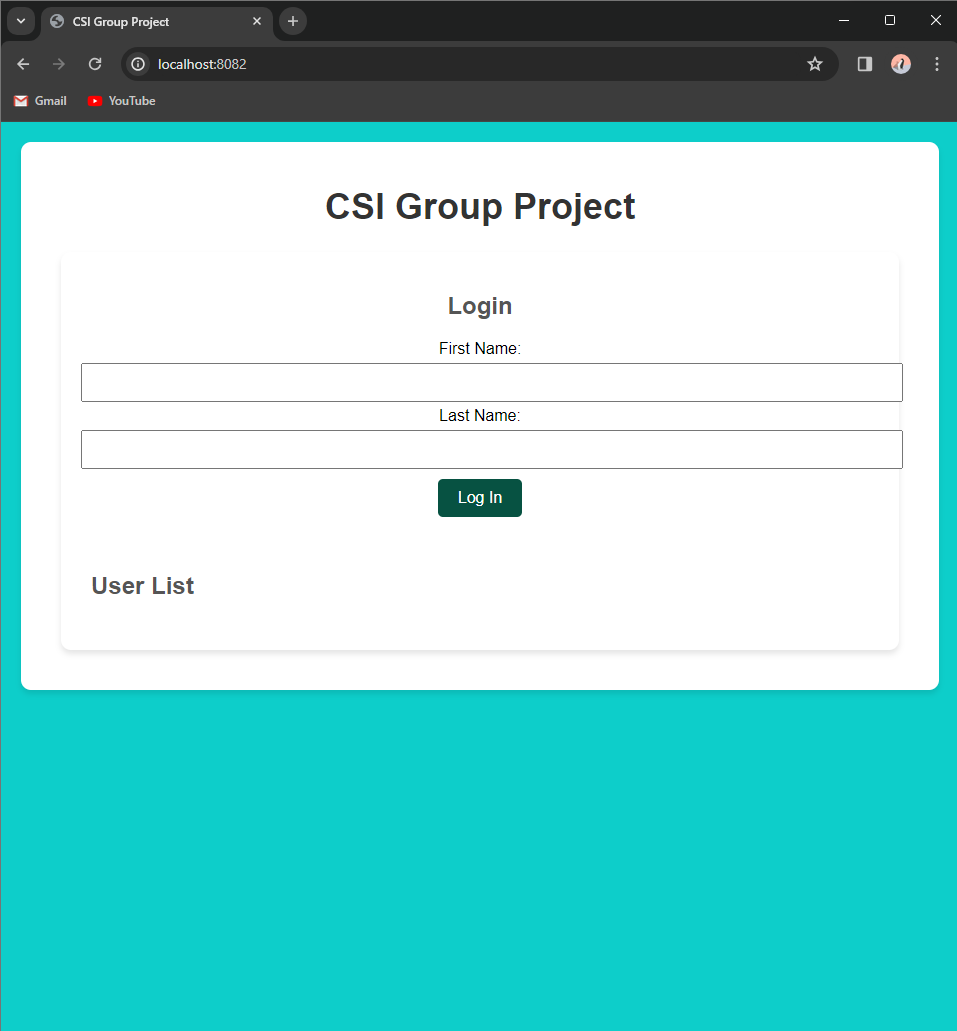 CSI Group Project
localhost:8082
Gmail YouTube
CSI Group Project
Login
First Name:
Last Name:
Log In
User List